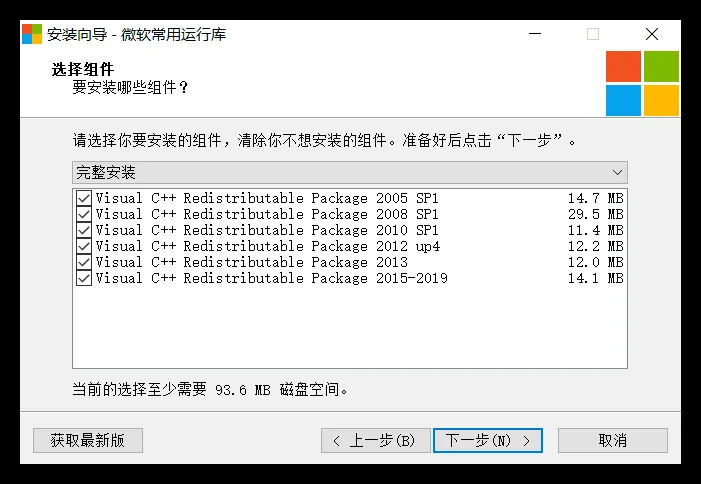 安装向导 - 微软常用运行库
选择组件
要安装哪些组件？
请选择你要安装的组件，清除你不想安装的组件。准备好后点击“下一步”。
完整安装
Visual C++ Redistributable Package 2005 SP1 14.7 MB
Visual C++ Redistributable Package 2008 SP1 29.5 MB
Visual C++ Redistributable Package 2010 SP1 11.4 MB
Visual C++ Redistributable Package 2012 up4 12.2 MB
Visual C++ Redistributable Package 2013 12.0 MB
Visual C++ Redistributable Package 2015-2019 14.1 MB
当前的选择至少需要 93.6 MB 磁盘空间。
获取最新版 < 上一步(B) 下一步(N) > 取消